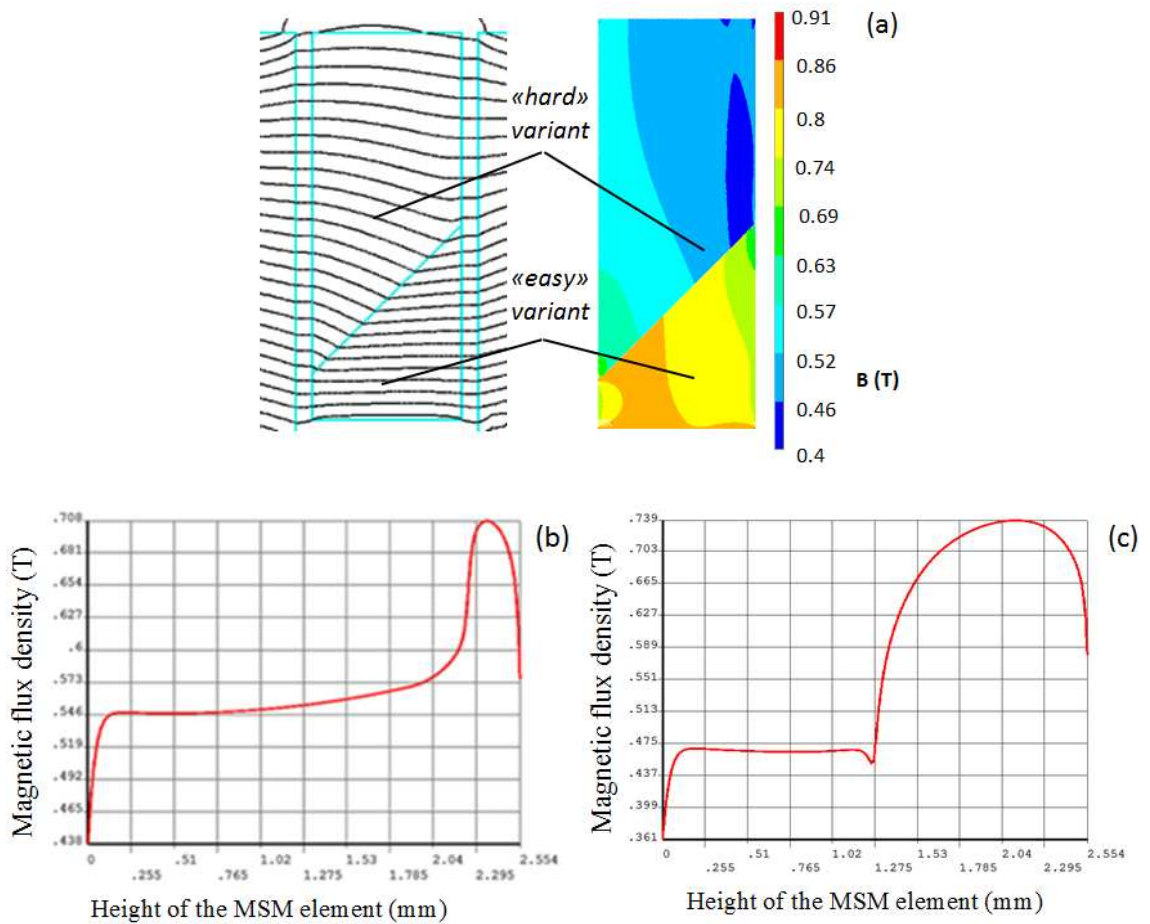 (a)
«hard»
variant
«easy»
variant
0.91
0.86
0.8
0.74
0.69
0.63
0.57
0.52
B (T)
0.46
0.4
(b)
Magnetic flux density (T)
.708
.681
.654
.627
.6
.573
.546
.519
.492
.465
.438
0 .51 1.02 1.53 2.04 2.554
.255 .765 1.275 1.785 2.295
Height of the MSM element (mm)
(c)
Magnetic flux density (T)
.739
.703
.665
.627
.589
.551
.513
.475
.437
.399
.361
0 .51 1.02 1.53 2.04 2.554
.255 .765 1.275 1.785 2.295
Height of the MSM element (mm)